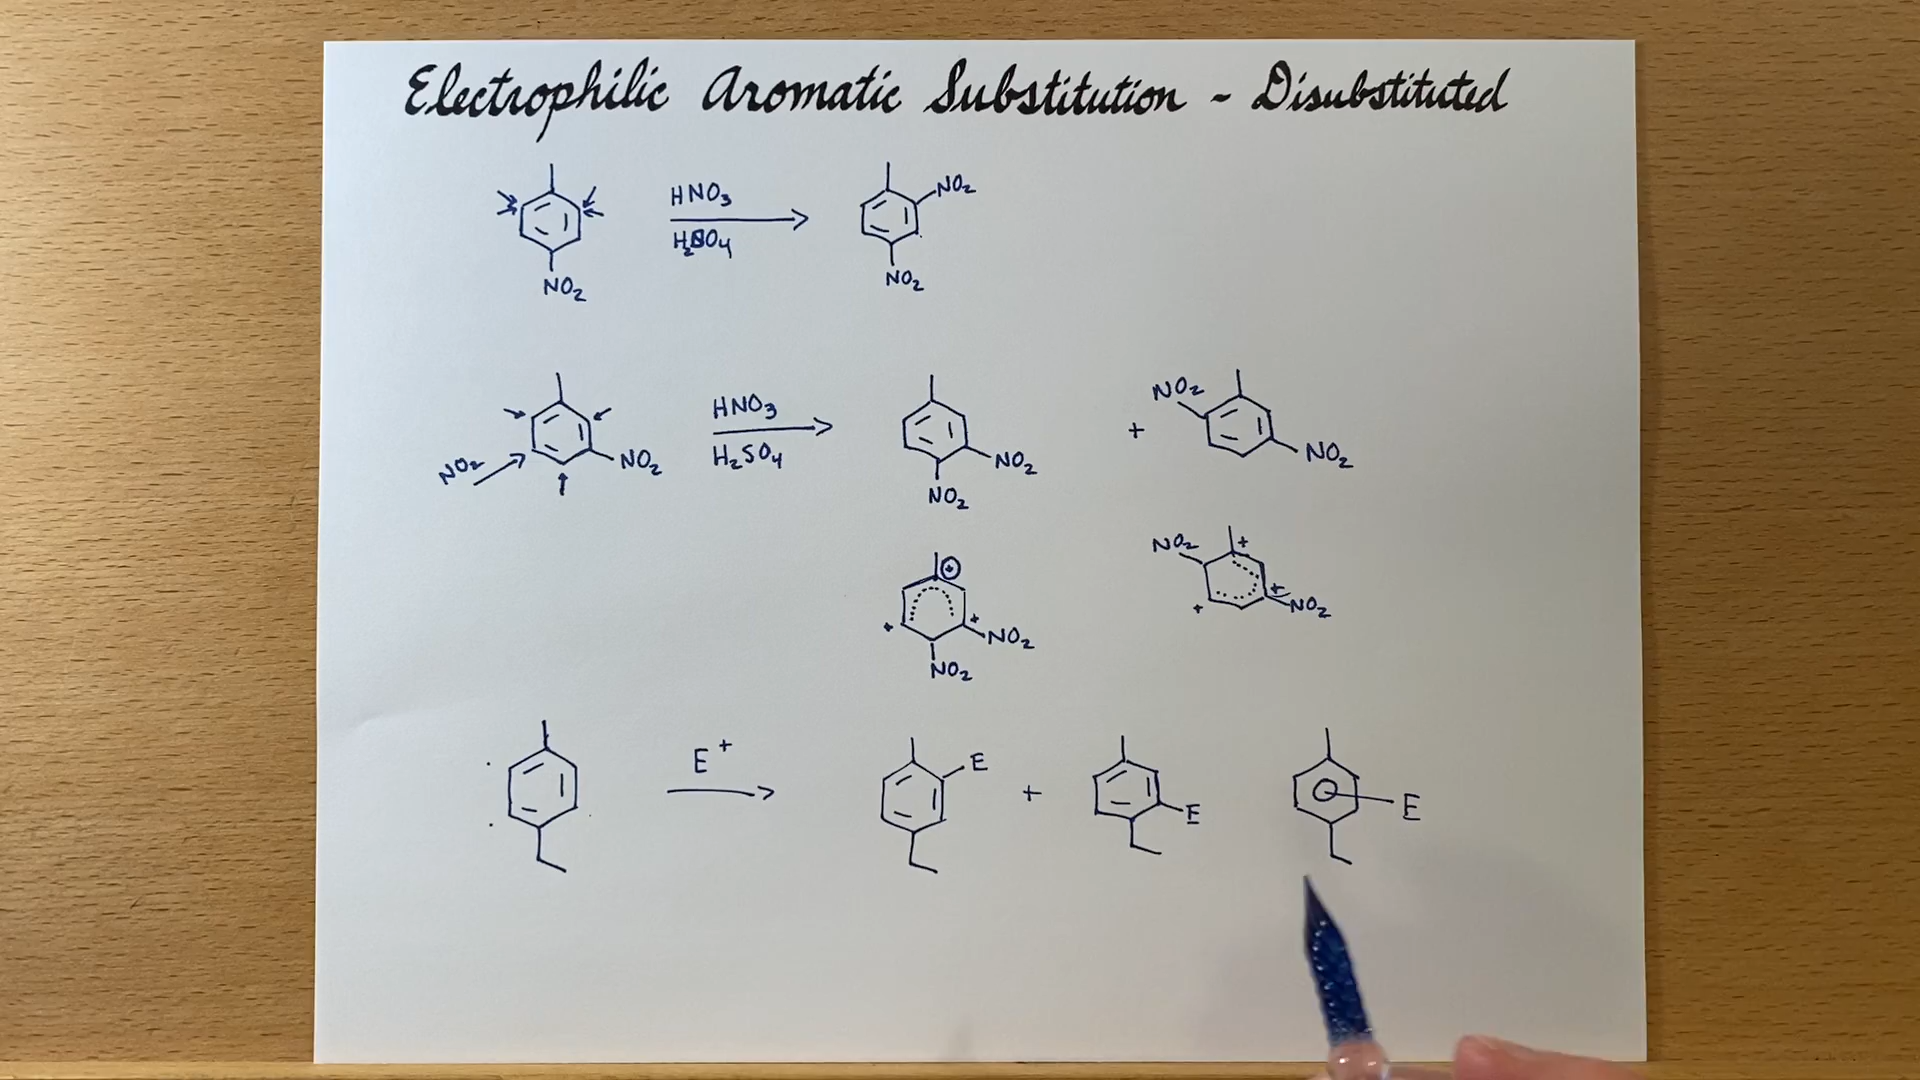 Electrophilic Aromatic Substitution - Disubstituted
HNO3
H2SO4
NO2
NO2
NO2
HNO3
H2SO4
NO2
NO2
NO2
NO2
+
NO2
NO2
+
+
NO2
NO2
NO2
+
+
+
NO2
E+
E
+
E
E